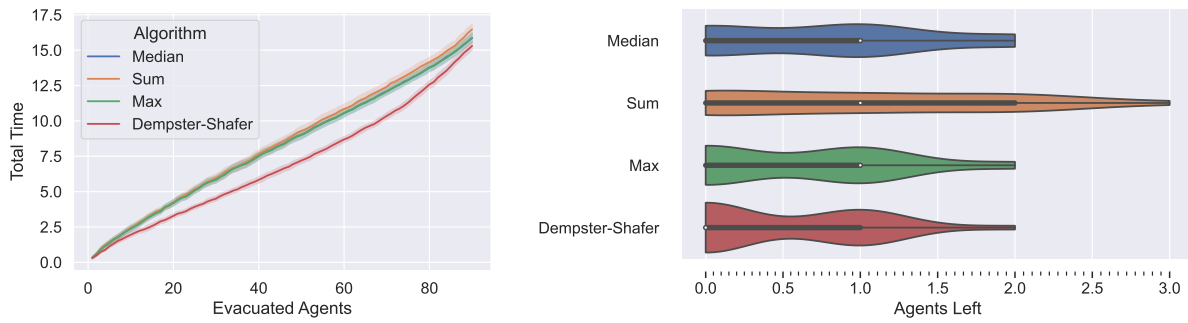 17.5
15.0
12.5
10.0
7.5
5.0
2.5
0.0
Total Time
Algorithm
Median
Sum
Max
Dempster-Shafer
0 20 40 60 80
Evacuated Agents
Median
Sum
Max
Dempster-Shafer
0.0 0.5 1.0 1.5 2.0 2.5 3.0
Agents Left